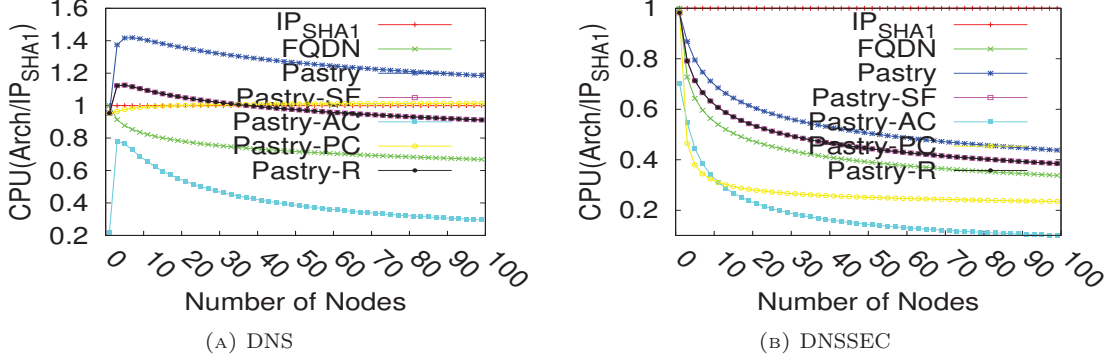 CPU(Arch/IP_SHA1)
1.6
1.4
1.2
1
0.8
0.6
0.4
0.2
IP_SHA1
FQDN
Pastry
Pastry-SF
Pastry-AC
Pastry-PC
Pastry-R
0 10 20 30 40 50 60 70 80 90 100
Number of Nodes
(A) DNS
CPU(Arch/IP_SHA1)
1
0.8
0.6
0.4
0.2
IP_SHA1
FQDN
Pastry
Pastry-SF
Pastry-AC
Pastry-PC
Pastry-R
0 10 20 30 40 50 60 70 80 90 100
Number of Nodes
(B) DNSSEC